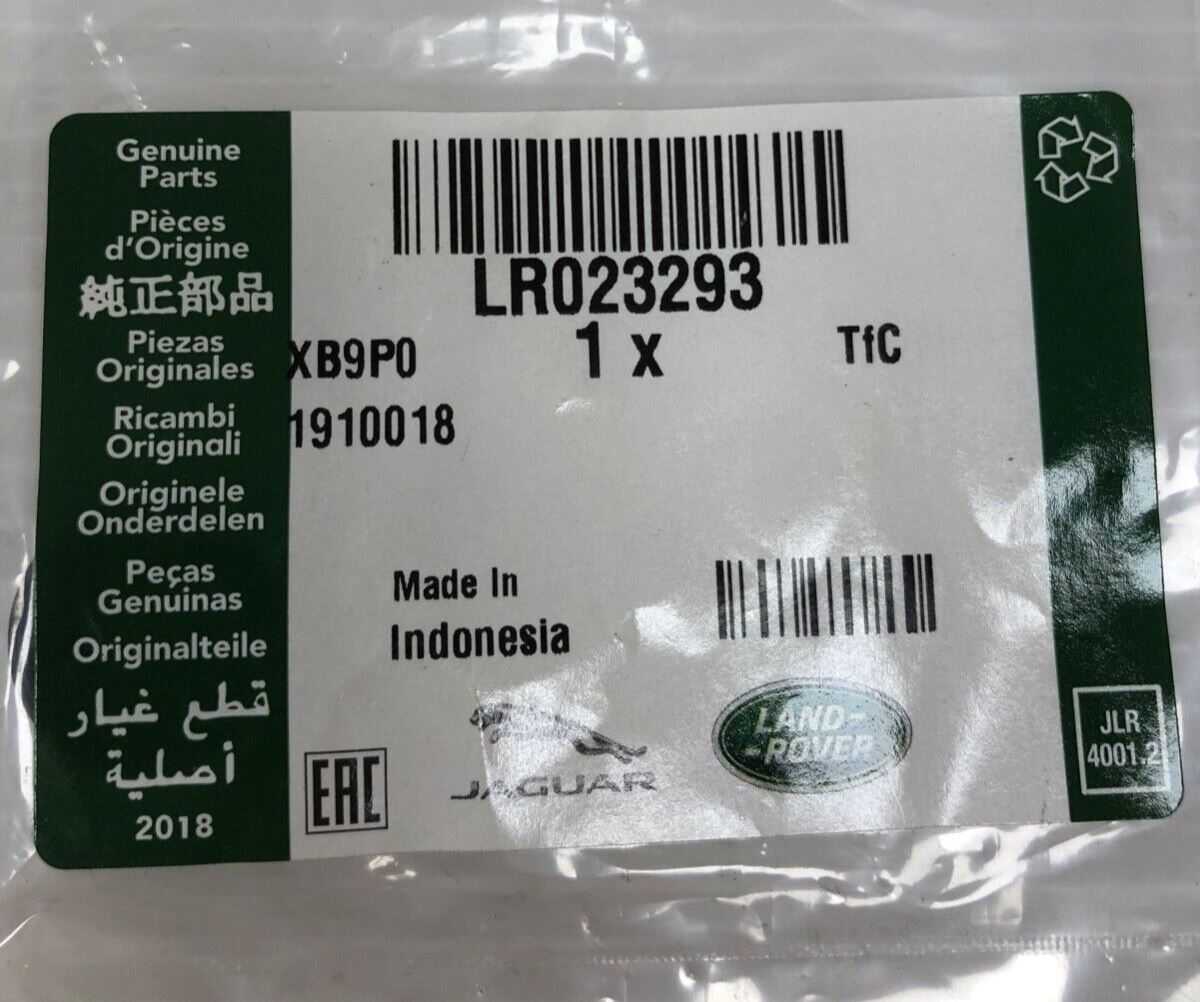 Genuine
Parts
Pièces
d'Origine
純正部品
Piezas
Originales
Ricambi
Originali
Originele
Onderdelen
Peças
Genuinas
Originalteile
قطع غيار
أصلية
2018
LR023293
XB9P0
1 x
TfC
1910018
Made In
Indonesia
EAC
JAGUAR
LAND-
-ROVER
JLR
4001.2